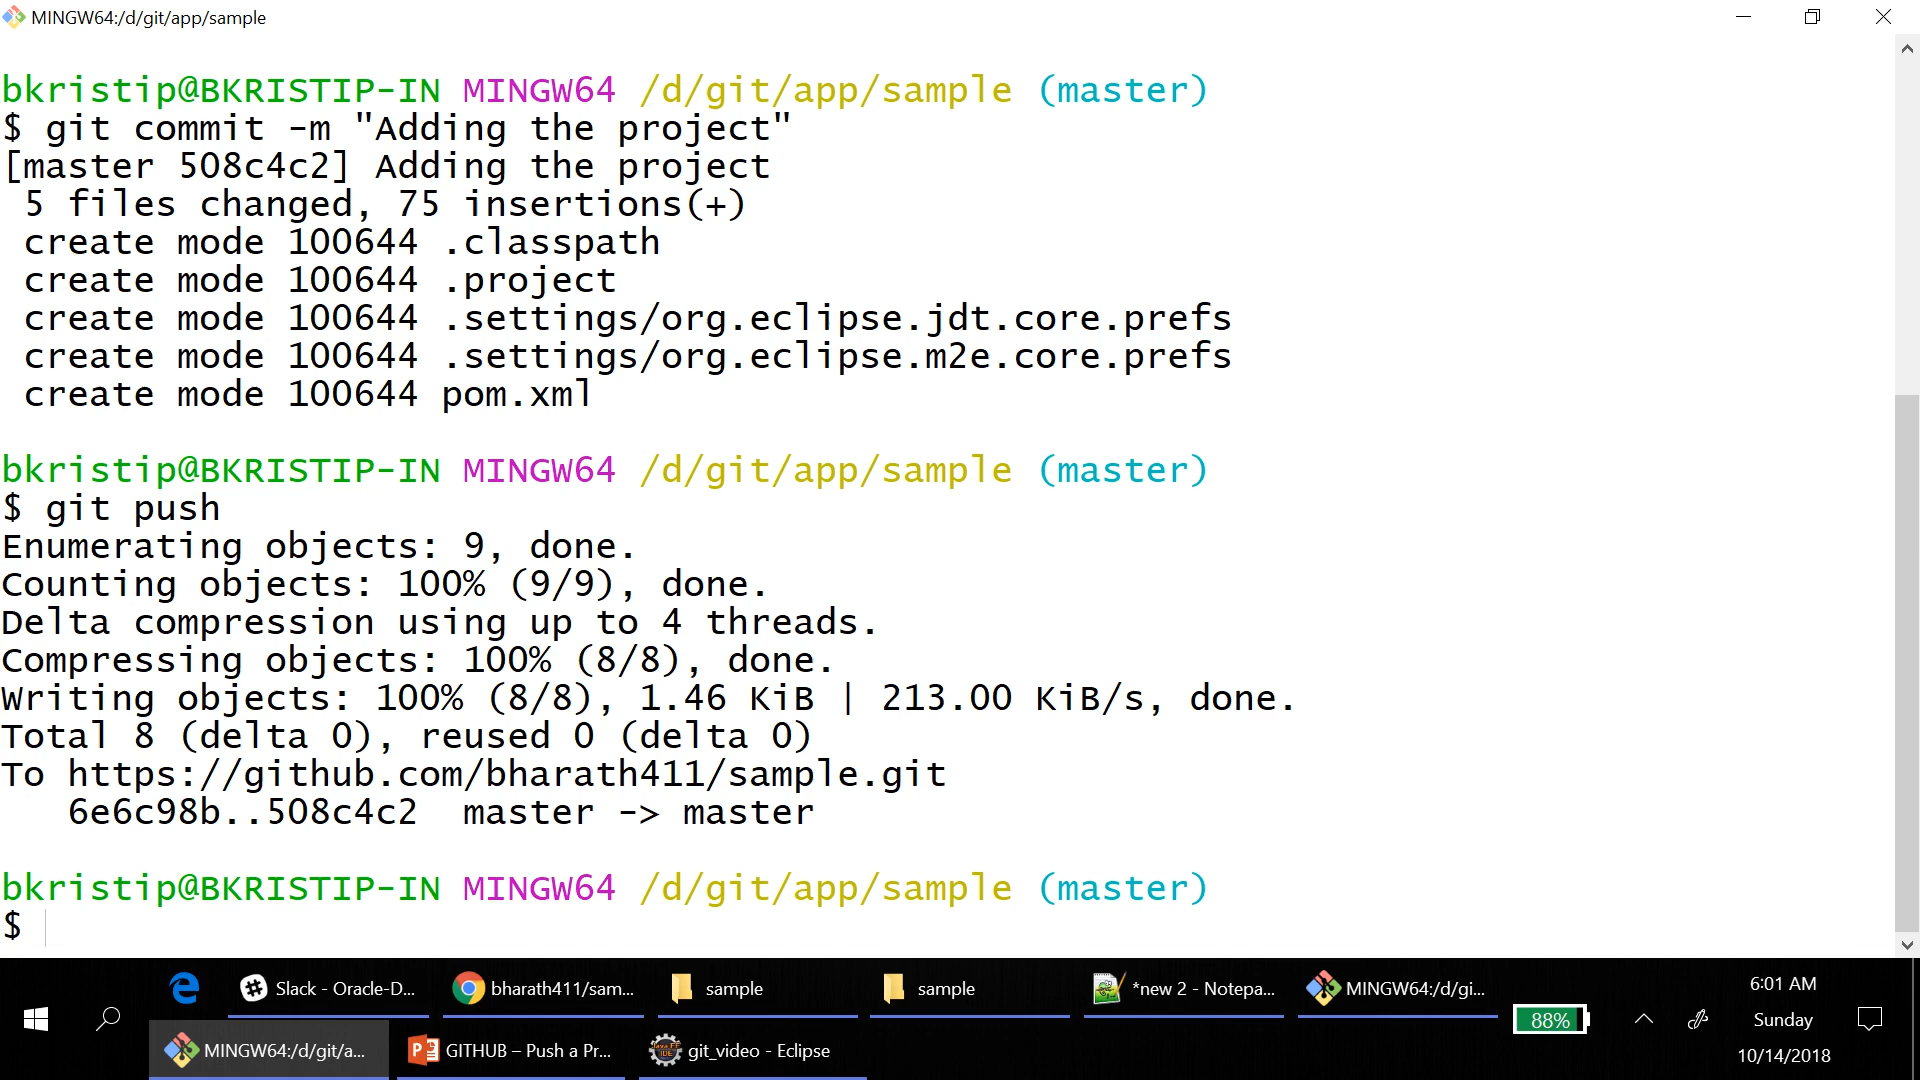 MINGW64:/d/git/app/sample
bkristip@BKRISTIP-IN MINGW64 /d/git/app/sample (master)
$ git commit -m "Adding the project"
[master 508c4c2] Adding the project
 5 files changed, 75 insertions(+)
 create mode 100644 .classpath
 create mode 100644 .project
 create mode 100644 .settings/org.eclipse.jdt.core.prefs
 create mode 100644 .settings/org.eclipse.m2e.core.prefs
 create mode 100644 pom.xml
bkristip@BKRISTIP-IN MINGW64 /d/git/app/sample (master)
$ git push
Enumerating objects: 9, done.
Counting objects: 100% (9/9), done.
Delta compression using up to 4 threads.
Compressing objects: 100% (8/8), done.
Writing objects: 100% (8/8), 1.46 KiB | 213.00 KiB/s, done.
Total 8 (delta 0), reused 0 (delta 0)
To https://github.com/bharath411/sample.git
   6e6c98b..508c4c2  master -> master
bkristip@BKRISTIP-IN MINGW64 /d/git/app/sample (master)
$
Slack - Oracle-D...
bharath411/sam...
sample
sample
*new 2 - Notepa...
MINGW64:/d/gi...
MINGW64:/d/git/a...
GITHUB – Push a Pr...
git_video - Eclipse
88%
6:01 AM
Sunday
10/14/2018